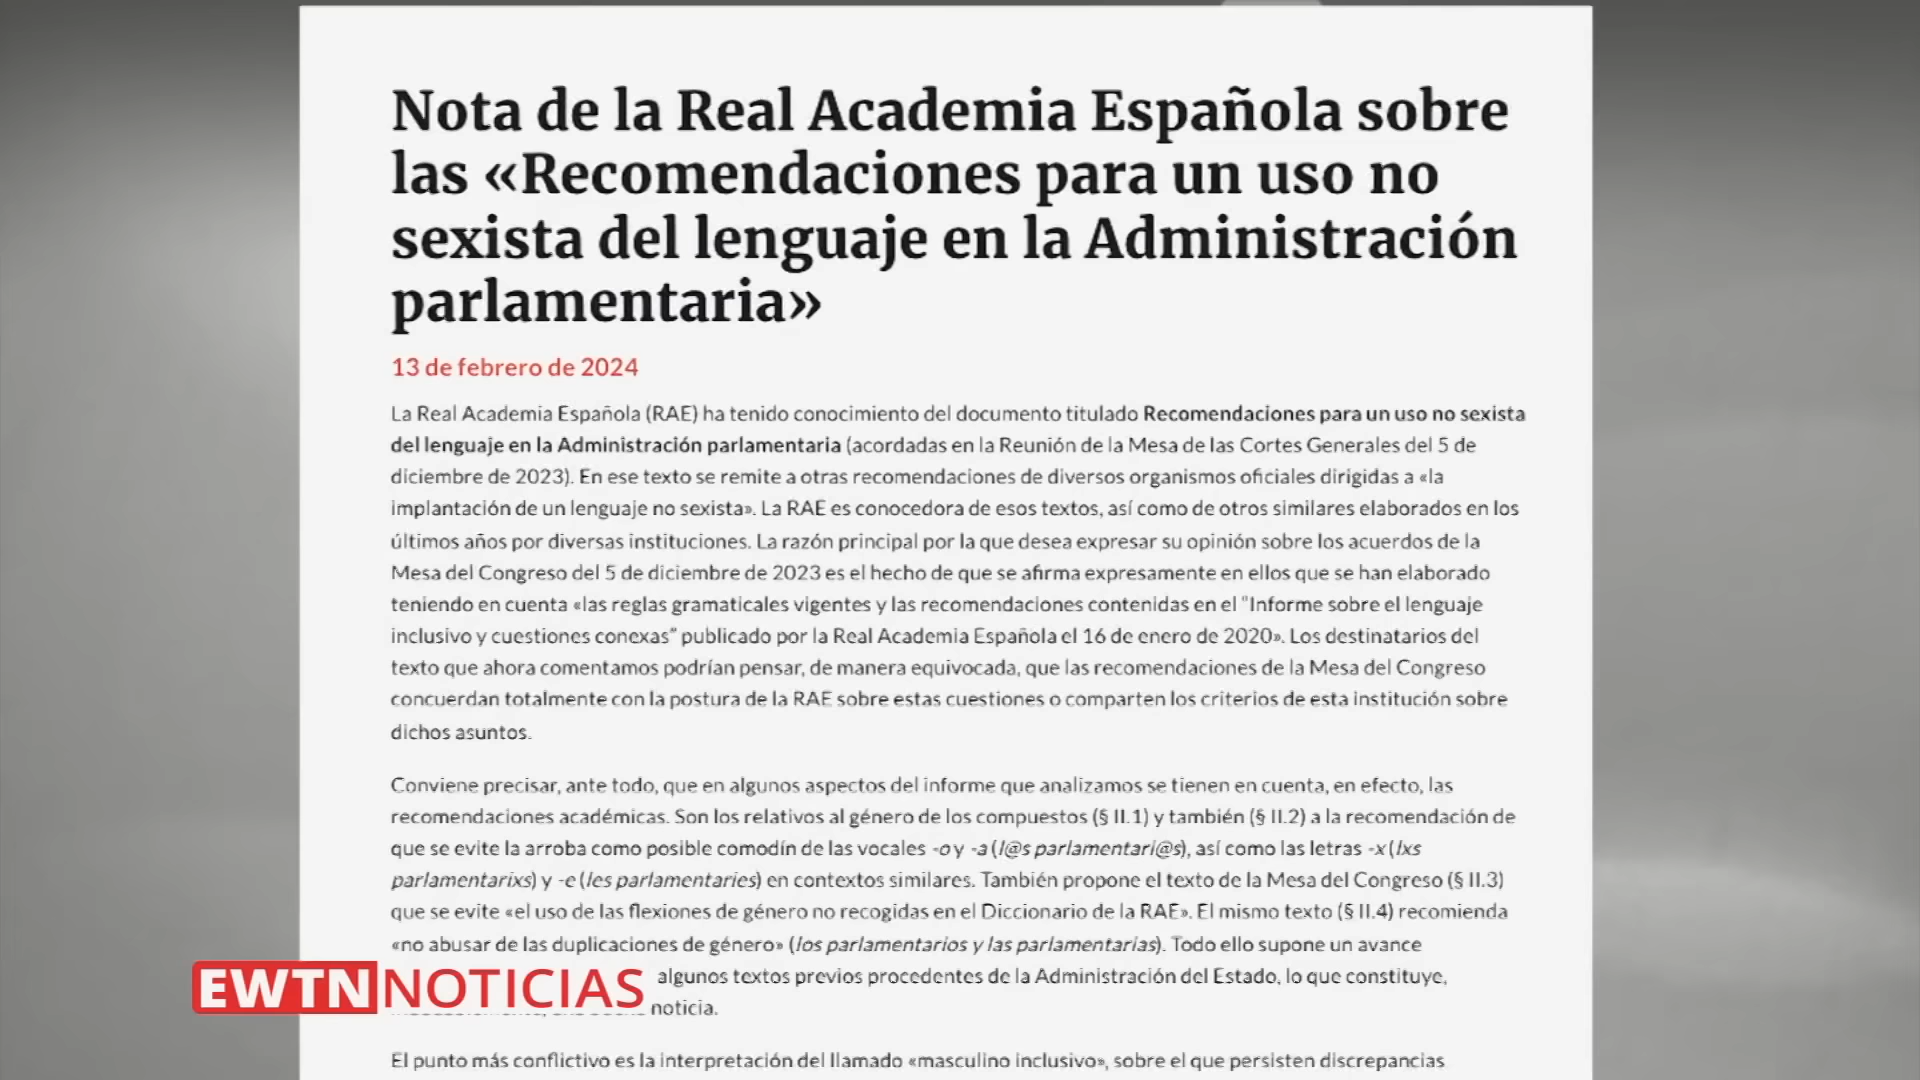 Nota de la Real Academia Española sobre
las «Recomendaciones para un uso no
sexista del lenguaje en la Administración
parlamentaria»
13 de febrero de 2024
La Real Academia Española (RAE) ha tenido conocimiento del documento titulado Recomendaciones para un uso no sexista
del lenguaje en la Administración parlamentaria (acordadas en la Reunión de la Mesa de las Cortes Generales del 5 de
diciembre de 2023). En ese texto se remite a otras recomendaciones de diversos organismos oficiales dirigidas a «la
implantación de un lenguaje no sexista». La RAE es conocedora de esos textos, así como de otros similares elaborados en los
últimos años por diversas instituciones. La razón principal por la que desea expresar su opinión sobre los acuerdos de la
Mesa del Congreso del 5 de diciembre de 2023 es el hecho de que se afirma expresamente en ellos que se han elaborado
teniendo en cuenta «las reglas gramaticales vigentes y las recomendaciones contenidas en el "Informe sobre el lenguaje
inclusivo y cuestiones conexas" publicado por la Real Academia Española el 16 de enero de 2020». Los destinatarios del
texto que ahora comentamos podrían pensar, de manera equivocada, que las recomendaciones de la Mesa del Congreso
concuerdan totalmente con la postura de la RAE sobre estas cuestiones o comparten los criterios de esta institución sobre
dichos asuntos.
Conviene precisar, ante todo, que en algunos aspectos del informe que analizamos se tienen en cuenta, en efecto, las
recomendaciones académicas. Son los relativos al género de los compuestos (§ II.1) y también (§ II.2) a la recomendación de
que se evite la arroba como posible comodín de las vocales -o y -a (l@s parlamentari@s), así como las letras -x (lxs
parlamentarixs) y -e (les parlamentaries) en contextos similares. También propone el texto de la Mesa del Congreso (§ II.3)
que se evite «el uso de las flexiones de género no recogidas en el Diccionario de la RAE». El mismo texto (§ II.4) recomienda
«no abusar de las duplicaciones de género» (los parlamentarios y las parlamentarias). Todo ello supone un avance
algunos textos previos procedentes de la Administración del Estado, lo que constituye,
noticia.
EWTN NOTICIAS
El punto más conflictivo es la interpretación del llamado «masculino inclusivo», sobre el que persisten discrepancias